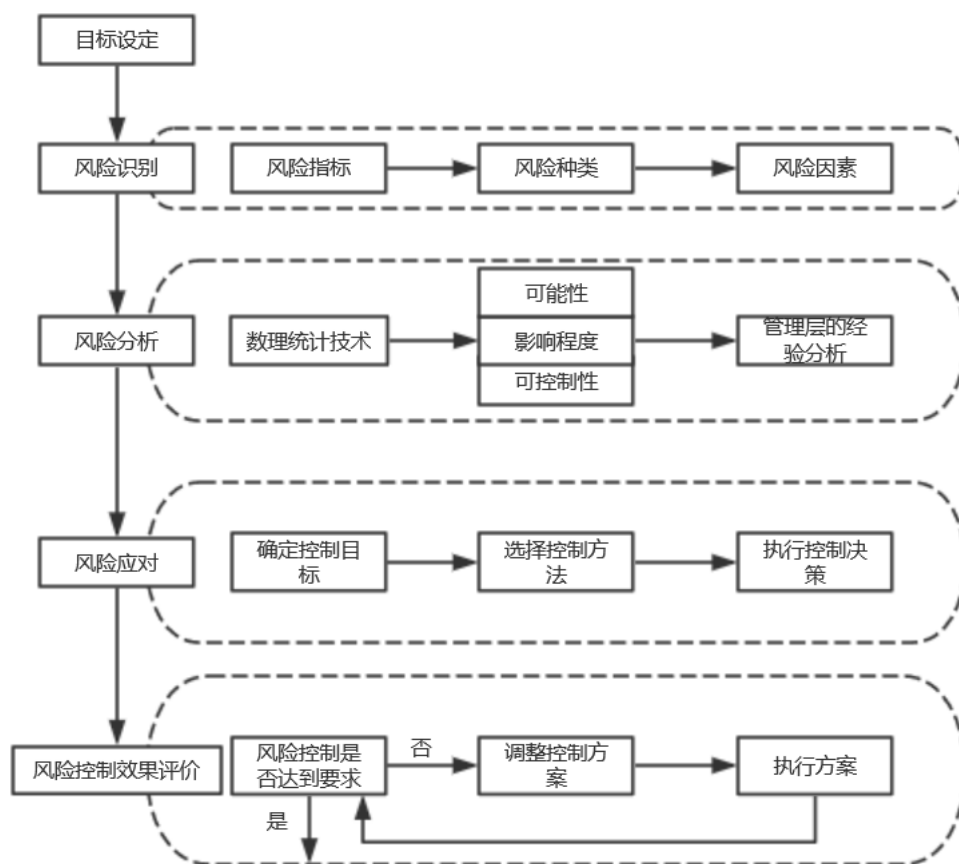 目标设定
风险识别
风险指标
风险种类
风险因素
风险分析
数理统计技术
可能性
影响程度
可控制性
管理层的经
验分析
风险应对
确定控制目
标
选择控制方
法
执行控制决
策
风险控制效果评价
风险控制是
否达到要求
否
调整控制方
案
执行方案
是